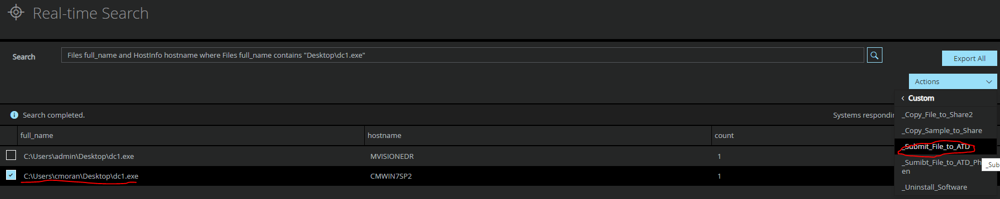 Real-time Search
Search
Files full_name and HostInfo hostname where Files full_name contains "Desktop\dc1.exe"
Export All
Actions
Custom
_Copy_File_to_Share2
_Copy_Sample_to_Share
_Submit_File_to_ATD
_Sumibt_File_to_ATD_Ph
en
_Uninstall_Software
_Sub
Search completed.
Systems respondin
full_name hostname count
C:\Users\admin\Desktop\dc1.exe MVISIONEDR 1
C:\Users\cmoran\Desktop\dc1.exe CMWIN7SP2 1